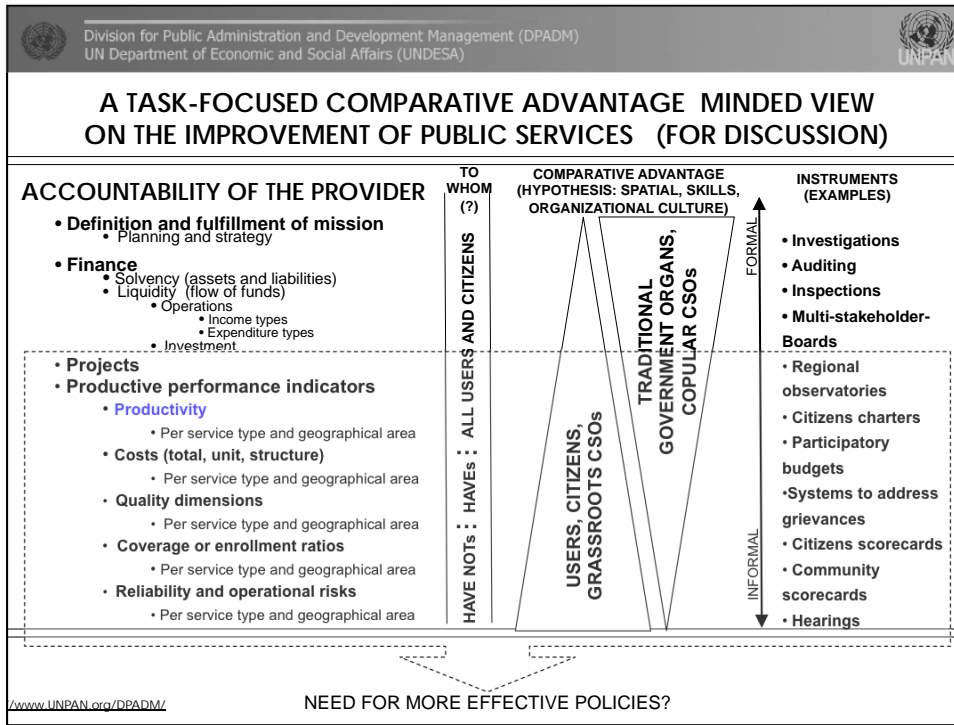 Division for Public Administration and Development Management (DPADM)
UN Department of Economic and Social Affairs (UNDESA)
UNPAN
A TASK-FOCUSED COMPARATIVE ADVANTAGE MINDED VIEW
ON THE IMPROVEMENT OF PUBLIC SERVICES (FOR DISCUSSION)
ACCOUNTABILITY OF THE PROVIDER
• Definition and fulfillment of mission
• Planning and strategy
• Finance
• Solvency (assets and liabilities)
• Liquidity (flow of funds)
• Operations
• Income types
• Expenditure types
• Investment
• Projects
• Productive performance indicators
• Productivity
• Per service type and geographical area
• Costs (total, unit, structure)
• Per service type and geographical area
• Quality dimensions
• Per service type and geographical area
• Coverage or enrollment ratios
• Per service type and geographical area
• Reliability and operational risks
• Per service type and geographical area
TO
WHOM
(?)
HAVE NOTs : HAVEs : ALL USERS AND CITIZENS
COMPARATIVE ADVANTAGE
(HYPOTHESIS: SPATIAL, SKILLS,
ORGANIZATIONAL CULTURE)
USERS, CITIZENS,
GRASSROOTS CSOs
TRADITIONAL
GOVERNMENT ORGANS,
COPULAR CSOs
FORMAL
INFORMAL
INSTRUMENTS
(EXAMPLES)
• Investigations
• Auditing
• Inspections
• Multi-stakeholder-
Boards
• Regional
observatories
• Citizens charters
• Participatory
budgets
•Systems to address
grievances
• Citizens scorecards
• Community
scorecards
• Hearings
NEED FOR MORE EFFECTIVE POLICIES?
/www.UNPAN.org/DPADM/